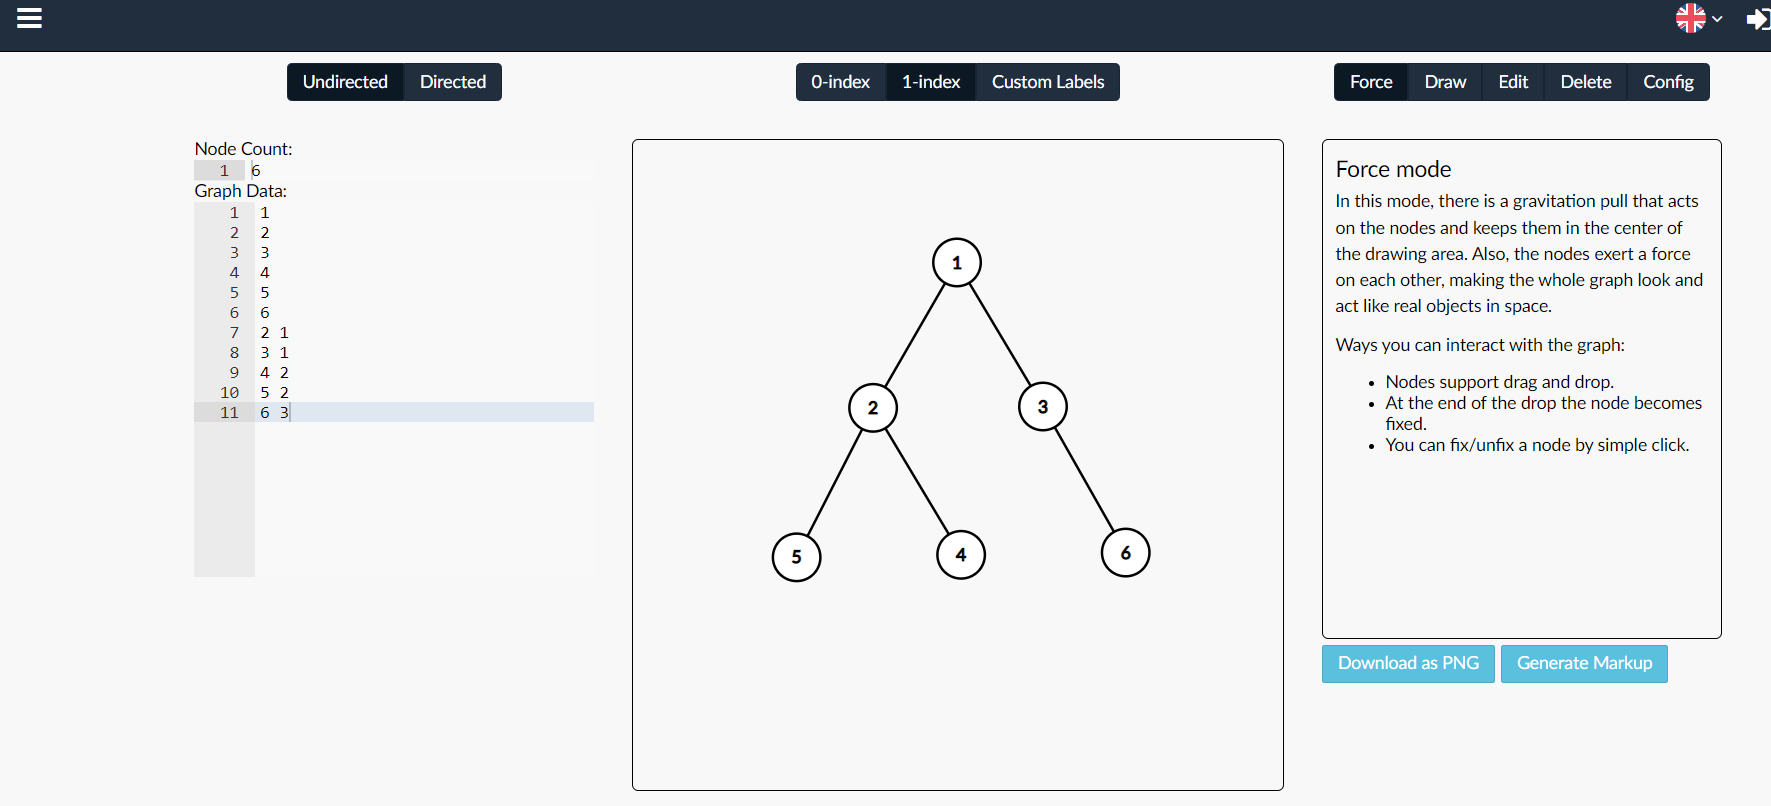 Undirected Directed
0-index 1-index Custom Labels
Force Draw Edit Delete Config
Node Count:
1 6
Graph Data:
1 1
2 2
3 3
4 4
5 5
6 6
7 2 1
8 3 1
9 4 2
10 5 2
11 6 3
1
2 3
5 4 6
Force mode
In this mode, there is a gravitation pull that acts
on the nodes and keeps them in the center of
the drawing area. Also, the nodes exert a force
on each other, making the whole graph look and
act like real objects in space.
Ways you can interact with the graph:
• Nodes support drag and drop.
• At the end of the drop the node becomes
fixed.
• You can fix/unfix a node by simple click.
Download as PNG Generate Markup